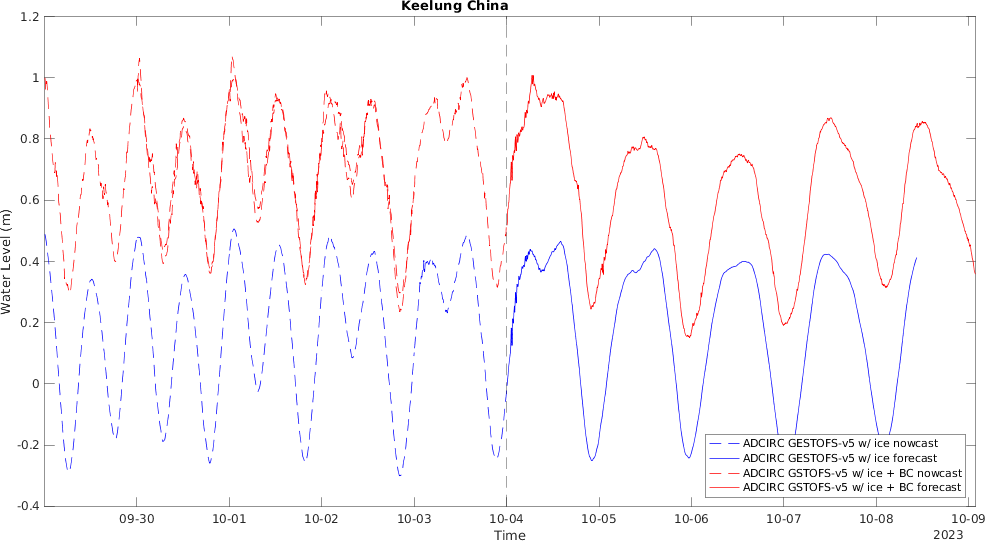 Keelung China
1.2
1
0.8
0.6
0.4
0.2
0
-0.2
-0.4
Water Level (m)
09-30
10-01
10-02
10-03
10-04
10-05
10-06
10-07
10-08
10-09
2023
Time
ADCIRC GESTOFS-v5 w/ ice nowcast
ADCIRC GESTOFS-v5 w/ ice forecast
ADCIRC GSTOFS-v5 w/ ice + BC nowcast
ADCIRC GSTOFS-v5 w/ ice + BC forecast